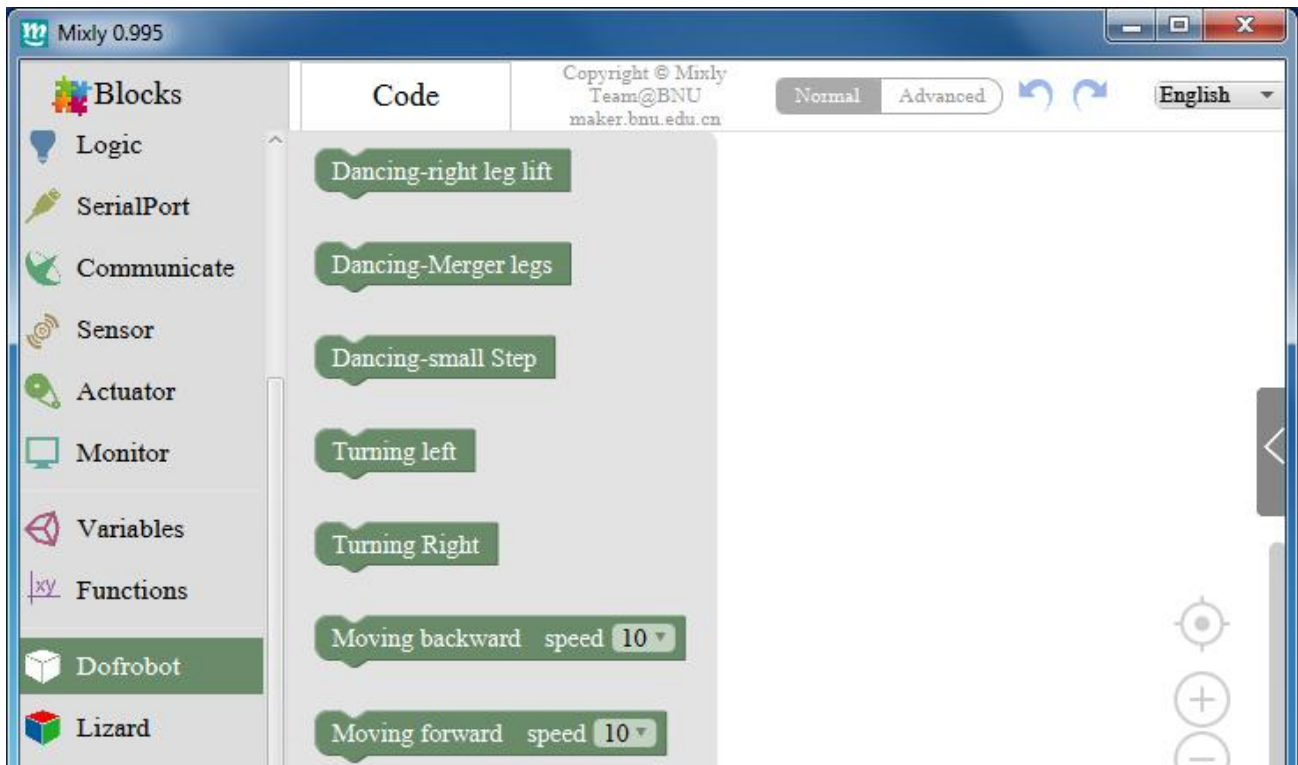 Mixly 0.995
Blocks
Code
Copyright © Mixly
Team@BNU
maker.bnu.edu.cn
Normal
Advanced
English
Logic
SerialPort
Communicate
Sensor
Actuator
Monitor
Variables
xy
Functions
Dofrobot
Lizard
Dancing-right leg lift
Dancing-Merger legs
Dancing-small Step
Turning left
Turning Right
Moving backward speed 10
Moving forward speed 10